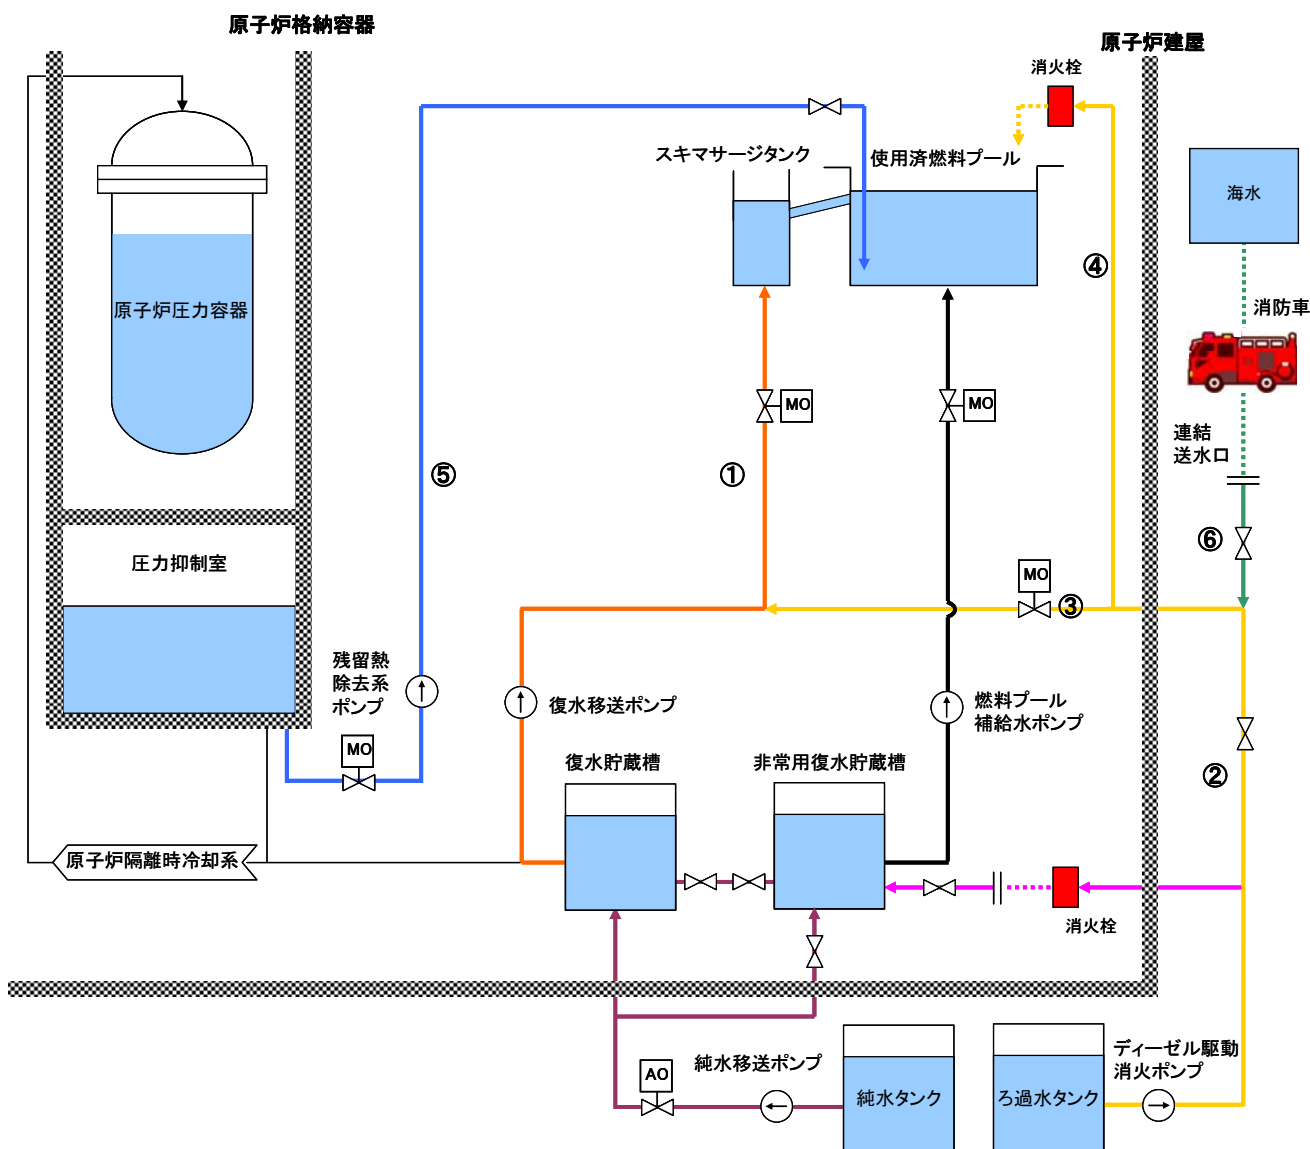 原子炉格納容器
原子炉建屋
消火栓
スキマサージタンク
使用済燃料プール
海水
④
消防車
原子炉圧力容器
MO
MO
連結
送水口
⑤
①
⑥
圧力抑制室
MO
③
残留熱
除去系
ポンプ
復水移送ポンプ
燃料プール
補給水ポンプ
MO
復水貯蔵槽
非常用復水貯蔵槽
②
原子炉隔離時冷却系
消火栓
純水移送ポンプ
ディーゼル駆動
消火ポンプ
AO
純水タンク
ろ過水タンク